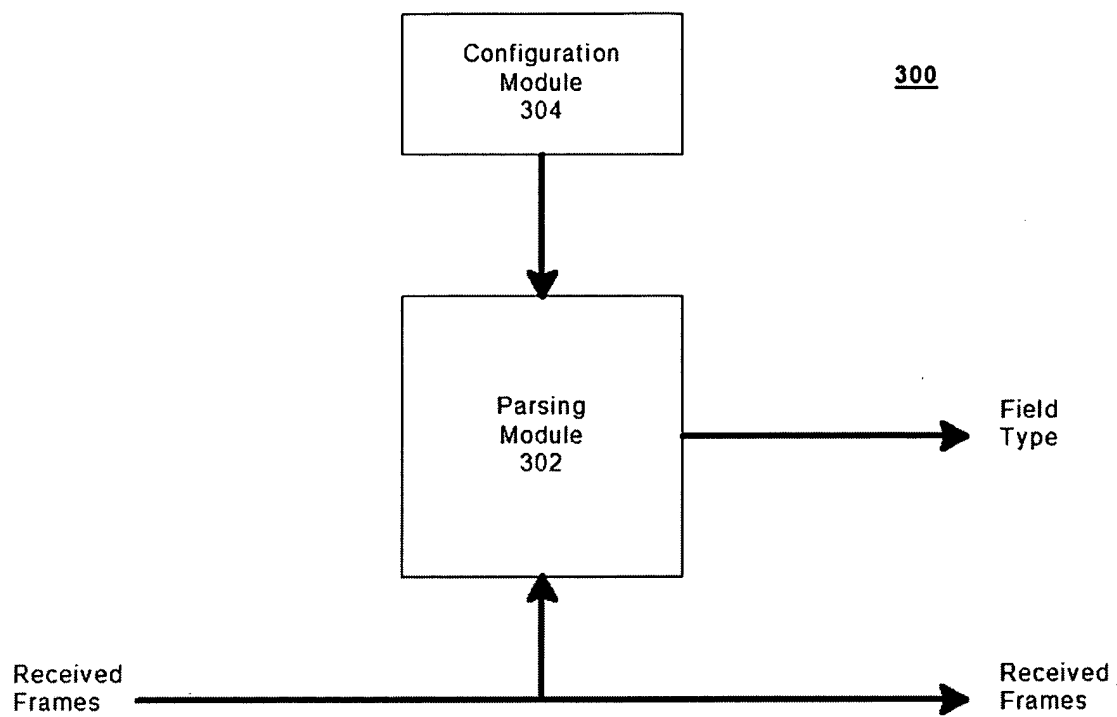 Configuration
Module
304
300
Parsing
Module
302
Field
Type
Received
Frames
Received
Frames